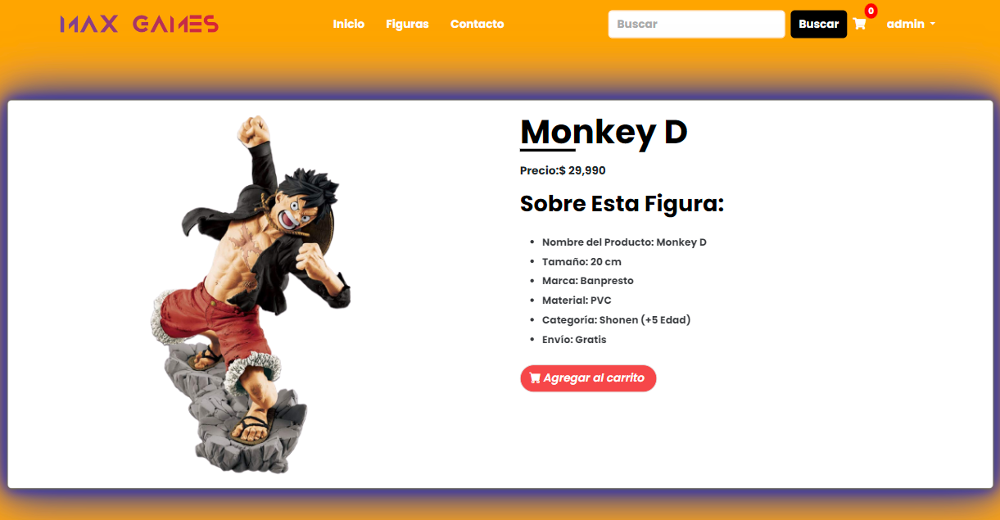 MAX GAMES
Inicio
Figuras
Contacto
Buscar
Buscar
0
admin
Monkey D
Precio:$ 29,990
Sobre Esta Figura:
Nombre del Producto: Monkey D
Tamaño: 20 cm
Marca: Banpresto
Material: PVC
Categoría: Shonen (+5 Edad)
Envío: Gratis
Agregar al carrito